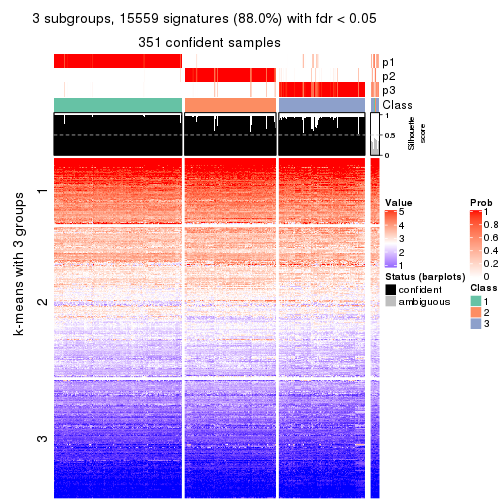 3 subgroups, 15559 signatures (88.0%) with fdr < 0.05
351 confident samples
p1
p2
p3
Class
1
0.5
0
Silhouette
score
k-means with 3 groups
1
2
3
Value
5
4
3
2
1
Status (barplots)
confident
ambiguous
Prob
1
0.8
0.6
0.4
0.2
0
Class
1
2
3